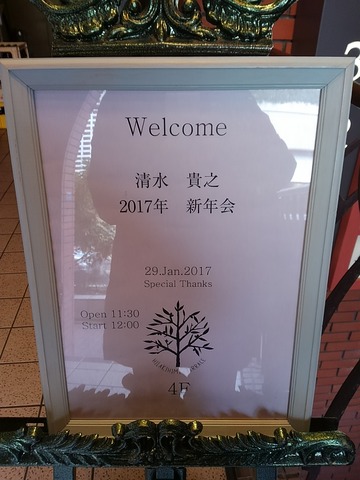 Welcome
清水 貴之
2017年 新年会
29.Jan.2017
Special Thanks
Open 11:30
Start 12:00
4F